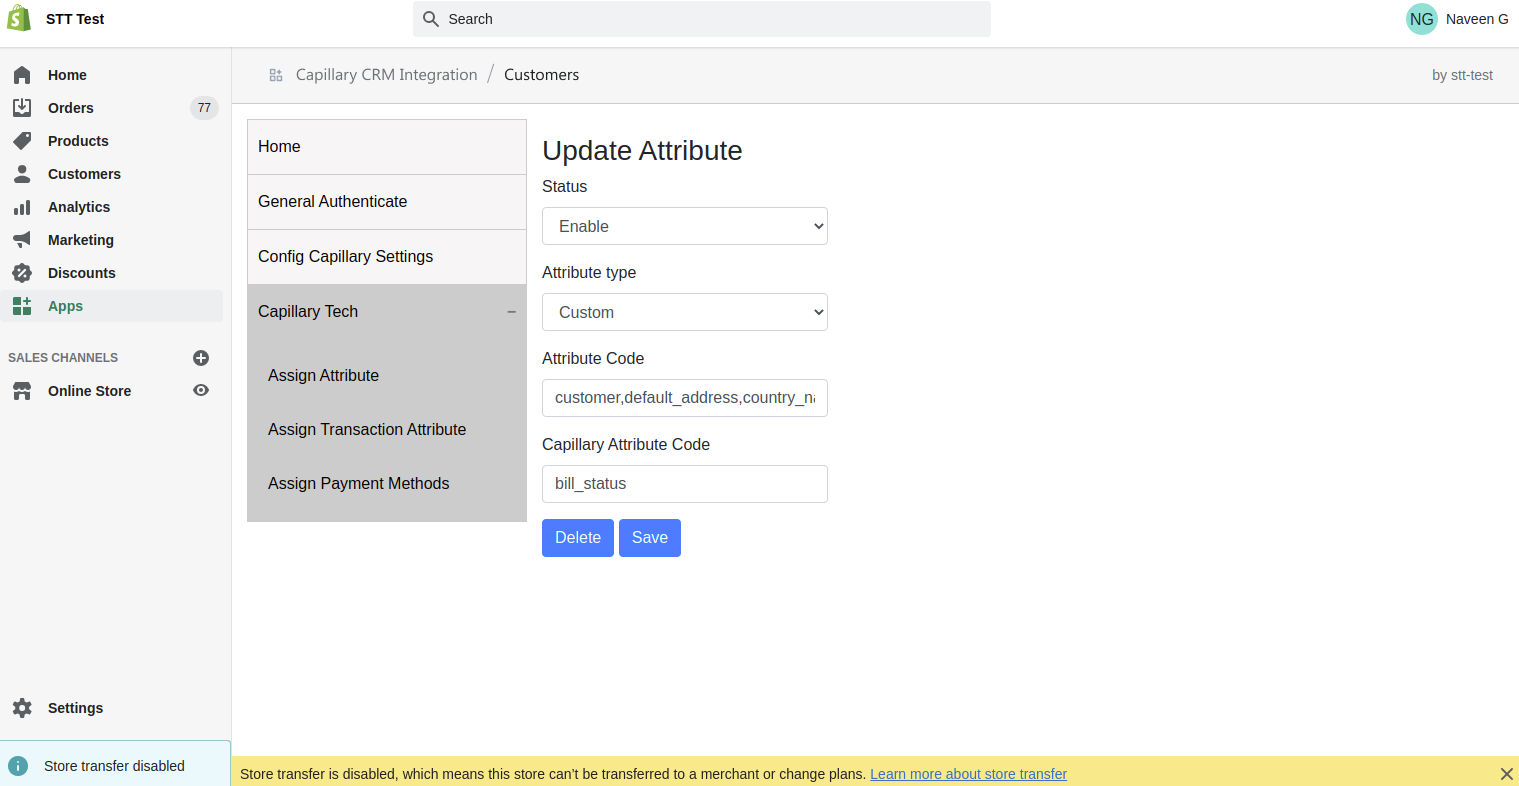 STT Test
Search
NG Naveen G
Home
Orders 77
Products
Customers
Analytics
Marketing
Discounts
Apps
SALES CHANNELS
Online Store
Settings
Store transfer disabled
Capillary CRM Integration / Customers
by stt-test
Home
General Authenticate
Config Capillary Settings
Capillary Tech −
Assign Attribute
Assign Transaction Attribute
Assign Payment Methods
Update Attribute
Status
Enable
Attribute type
Custom
Attribute Code
customer,default_address,country_na
Capillary Attribute Code
bill_status
Delete Save
Store transfer is disabled, which means this store can’t be transferred to a merchant or change plans. Learn more about store transfer